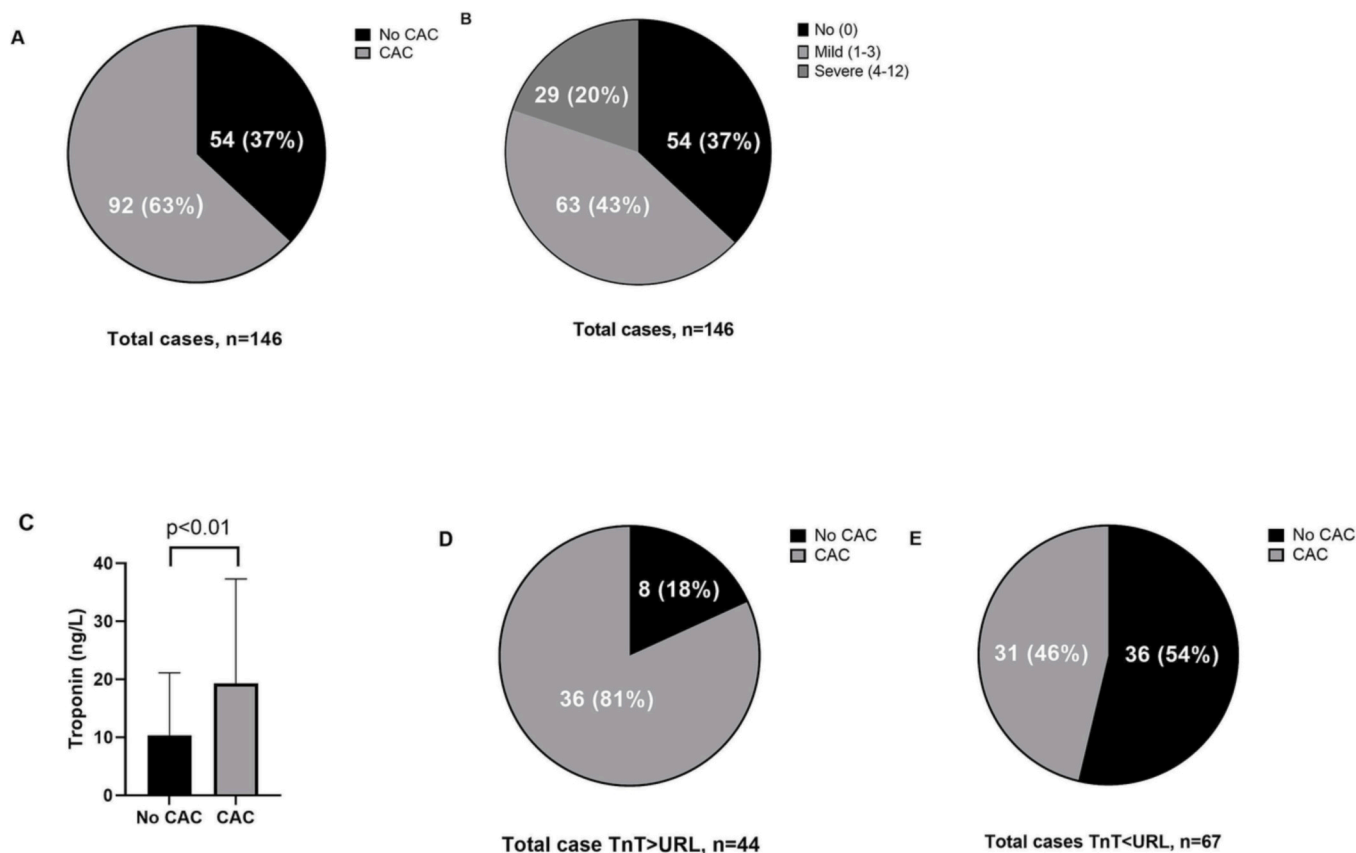 A
No CAC
CAC
54 (37%)
92 (63%)
Total cases, n=146
B
No (0)
Mild (1-3)
Severe (4-12)
29 (20%)
54 (37%)
63 (43%)
Total cases, n=146
C
p<0.01
Troponin (ng/L)
40
30
20
10
0
No CAC CAC
D
No CAC
CAC
8 (18%)
36 (81%)
Total case TnT>URL, n=44
E
No CAC
CAC
31 (46%)
36 (54%)
Total cases TnT<URL, n=67